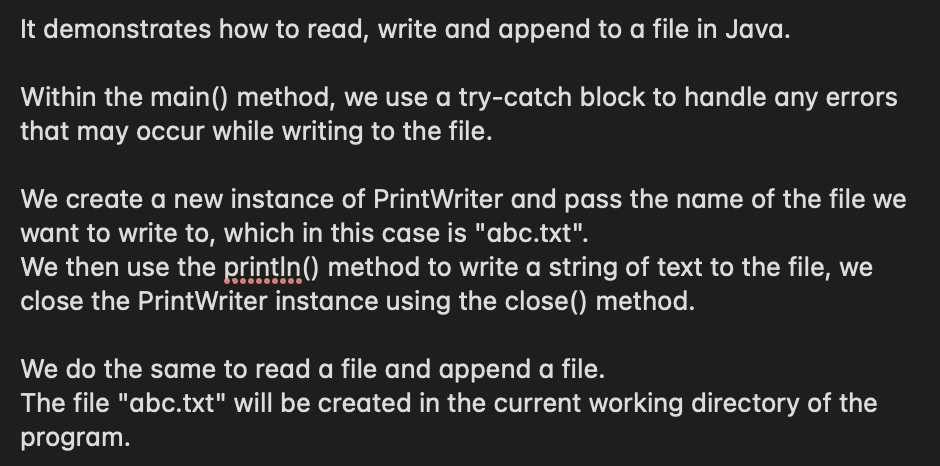 It demonstrates how to read, write and append to a file in Java.
Within the main() method, we use a try-catch block to handle any errors
that may occur while writing to the file.
We create a new instance of PrintWriter and pass the name of the file we
want to write to, which in this case is "abc.txt".
We then use the println() method to write a string of text to the file, we
close the PrintWriter instance using the close() method.
We do the same to read a file and append a file.
The file "abc.txt" will be created in the current working directory of the
program.